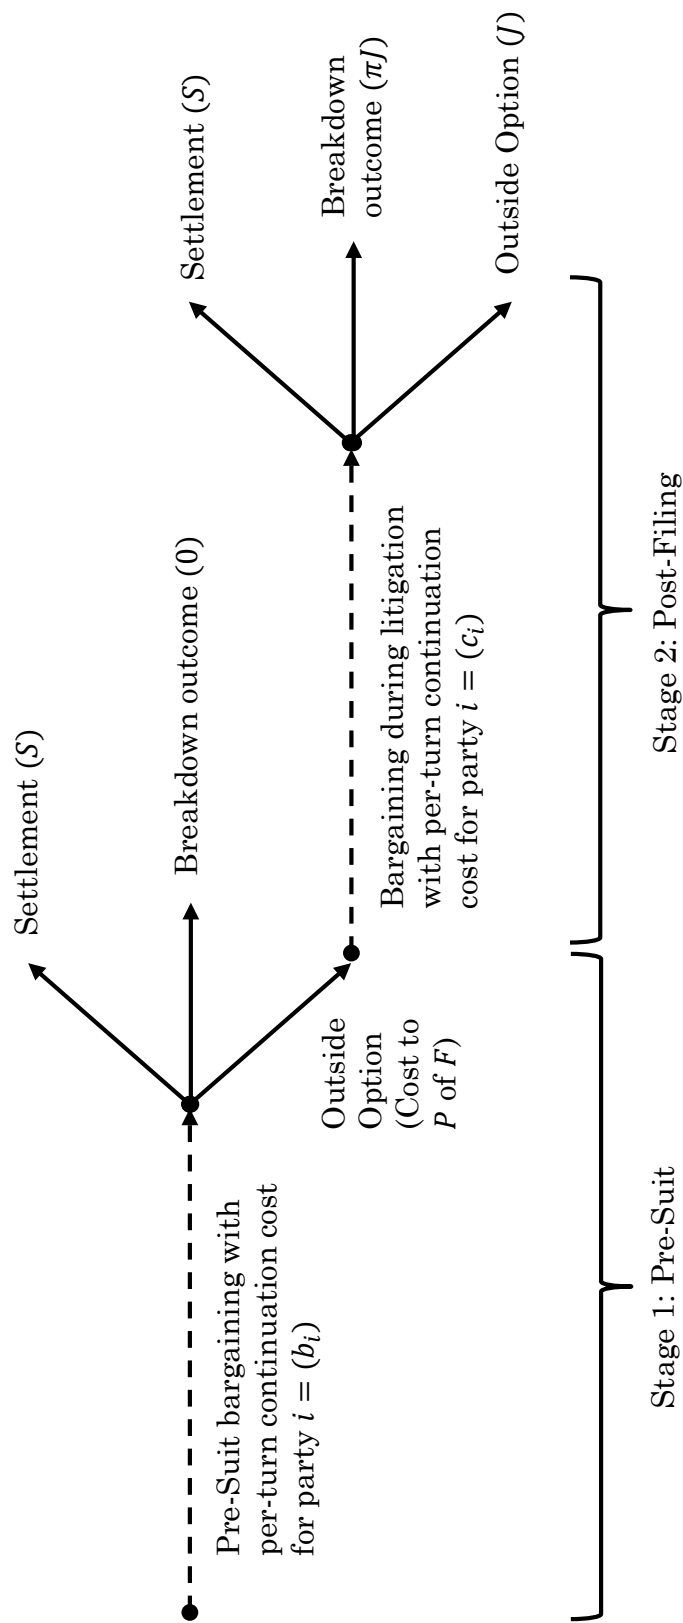 Settlement (S)
Breakdown outcome (0)
Pre-Suit bargaining with
per-turn continuation cost
for party i = (bᵢ)
Outside
Option
(Cost to
P of F)
Settlement (S)
Breakdown
outcome (πJ)
Outside Option (J)
Bargaining during litigation
with per-turn continuation
cost for party i = (cᵢ)
Stage 1: Pre-Suit
Stage 2: Post-Filing